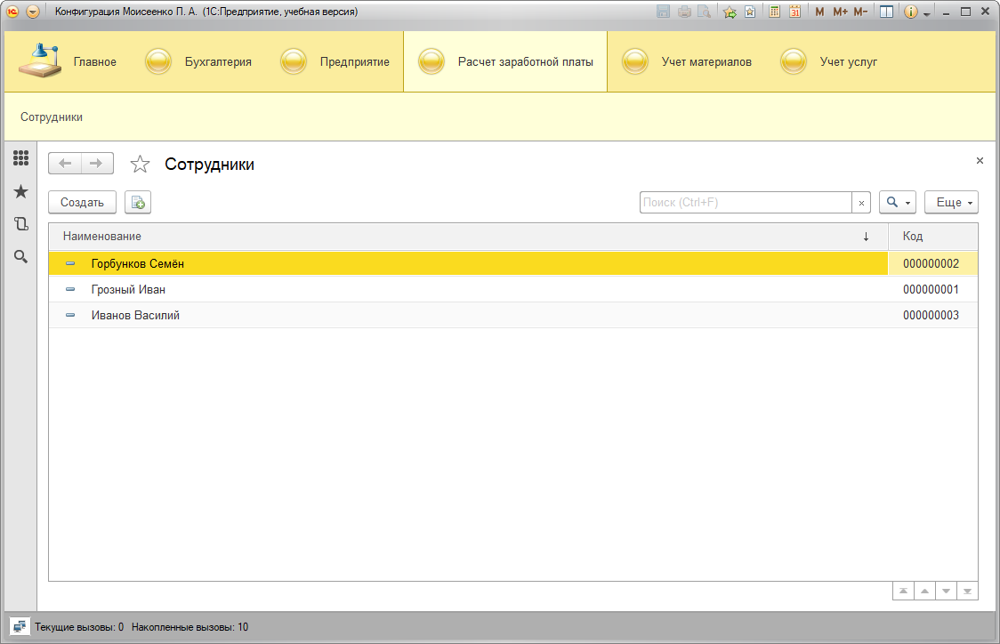 Конфигурация Моисеенко П. А. (1С:Предприятие, учебная версия)
31 M M+ M-
Главное Бухгалтерия Предприятие Расчет заработной платы Учет материалов Учет услуг
Сотрудники
Сотрудники
Создать Поиск (Ctrl+F) Еще
Наименование Код
Горбунков Семён 000000002
Грозный Иван 000000001
Иванов Василий 000000003
Текущие вызовы: 0 Накопленные вызовы: 10